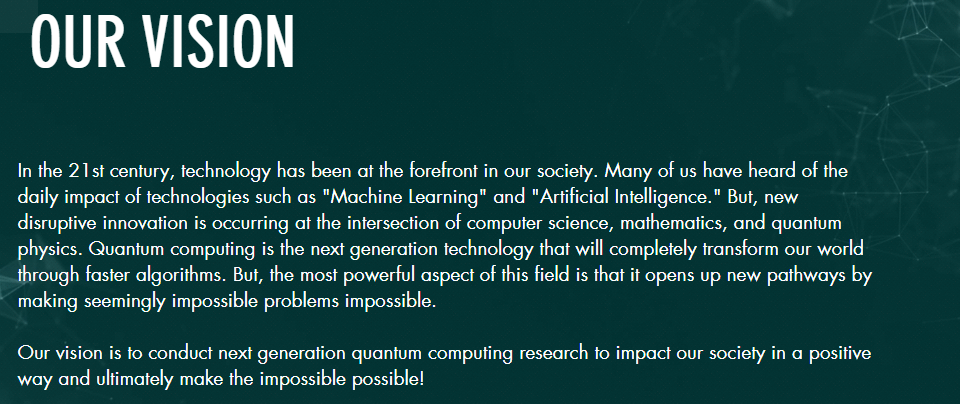 OUR VISION
In the 21st century, technology has been at the forefront in our society. Many of us have heard of the
daily impact of technologies such as "Machine Learning" and "Artificial Intelligence." But, new
disruptive innovation is occurring at the intersection of computer science, mathematics, and quantum
physics. Quantum computing is the next generation technology that will completely transform our world
through faster algorithms. But, the most powerful aspect of this field is that it opens up new pathways by
making seemingly impossible problems impossible.
Our vision is to conduct next generation quantum computing research to impact our society in a positive
way and ultimately make the impossible possible!